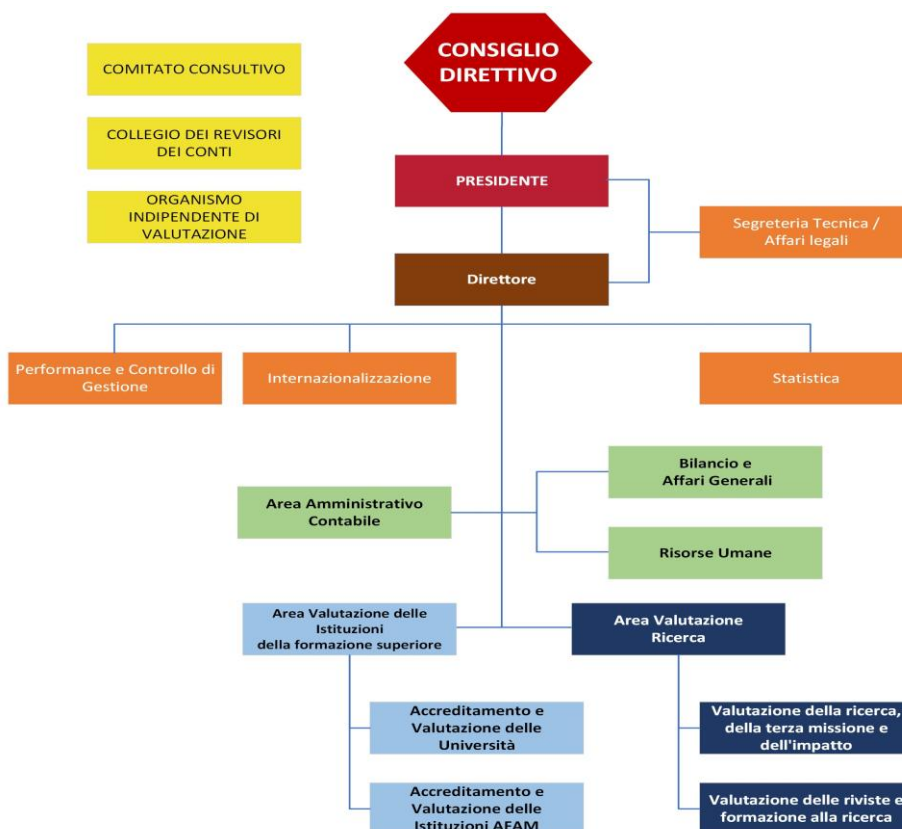 COMITATO CONSULTIVO
COLLEGIO DEI REVISORI
DEI CONTI
ORGANISMO
INDIPENDENTE DI
VALUTAZIONE
CONSIGLIO
DIRETTIVO
PRESIDENTE
Segreteria Tecnica /
Affari legali
Direttore
Performance e Controllo di
Gestione
Internazionalizzazione
Statistica
Area Amministrativo
Contabile
Bilancio e
Affari Generali
Risorse Umane
Area Valutazione delle
Istituzioni
della formazione superiore
Area Valutazione
Ricerca
Accreditamento e
Valutazione delle
Università
Accreditamento e
Valutazione delle
Istituzioni AFAM
Valutazione della ricerca,
della terza missione e
dell'impatto
Valutazione delle riviste e
formazione alla ricerca